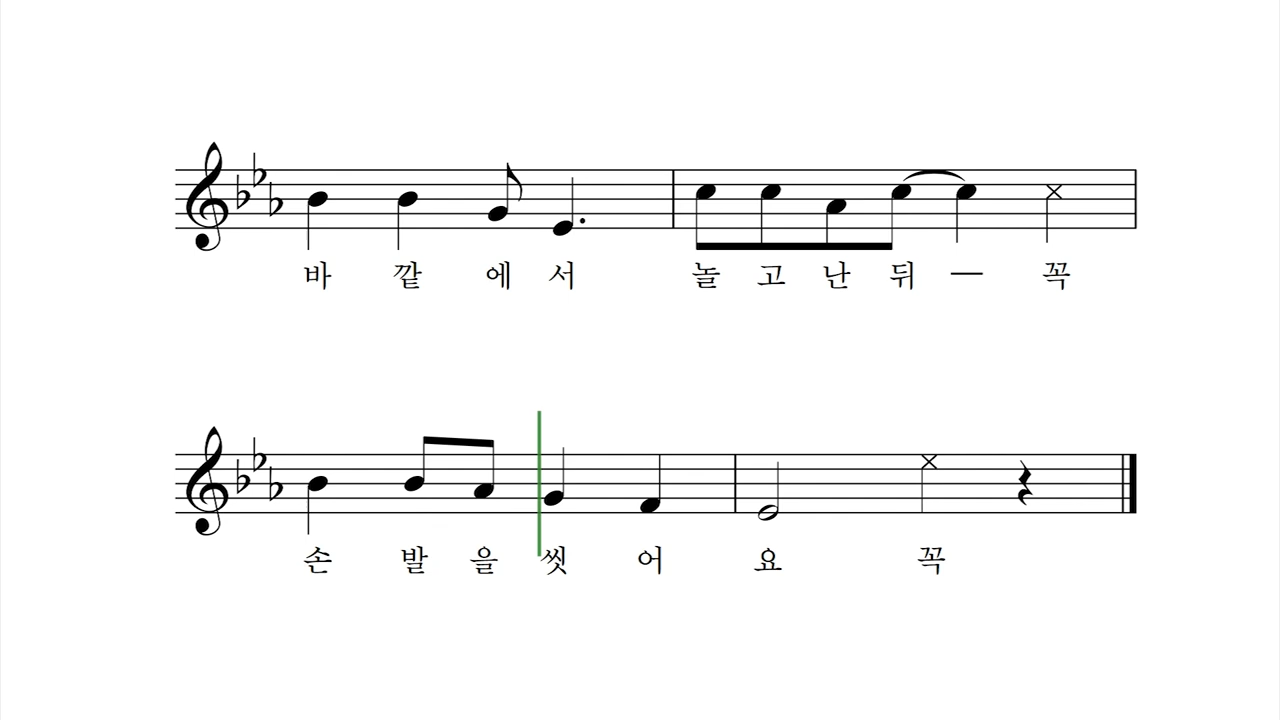 바 깥 에 서 놀 고 난 뒤 — 꼭
손 발 을 씻 어 요 꼭